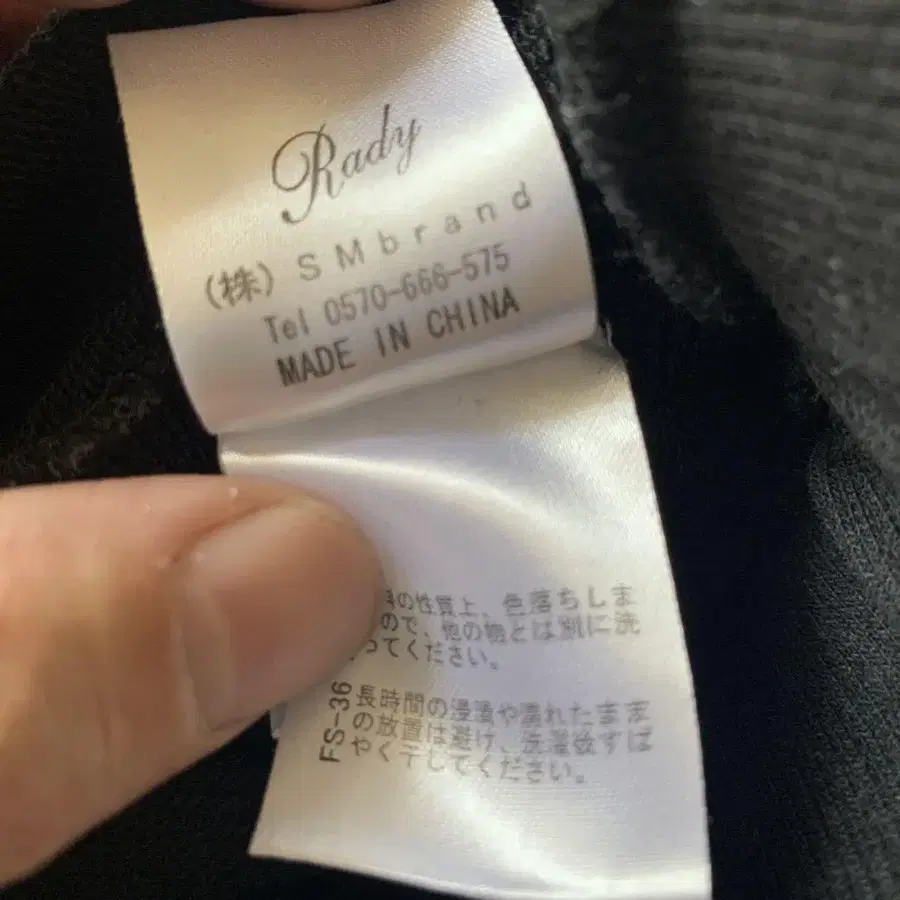 Rady
(株) SMbrand
Tel 0570-666-575
MADE IN CHINA
の性質上、色落ちしま
ので、他の物とは別に洗
ってください。
FS-36
長時間の浸漬や濡れたまま
の放置は避け、洗濯後すば
やく干してください。